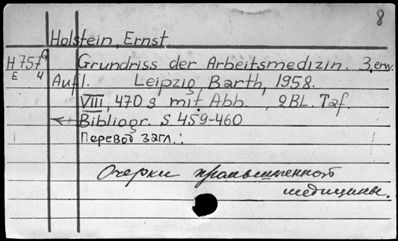 8
Holstein, Ernst.
H 757 Grundriss der Arbeitsmedizin. 3, erw.
E 4 Aufl. Leipzig, Barth, 1958.
VIII, 470 s mit Abb. 2BL. Taf.
Bibliogr. S 459-460
Перевод загл.:
Очерки промышленной
медицины.